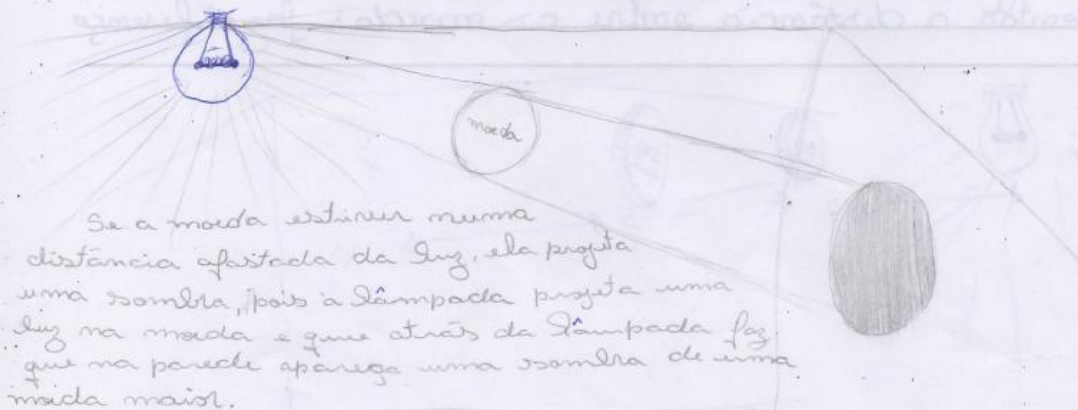 moeda
Se a moeda estiver numa
distância afastada da luz, ela projeta
uma sombra, pois a lâmpada projeta uma
luz na moeda e que atrás da lâmpada faz
que na parede apareça uma sombra de uma
moeda maior.